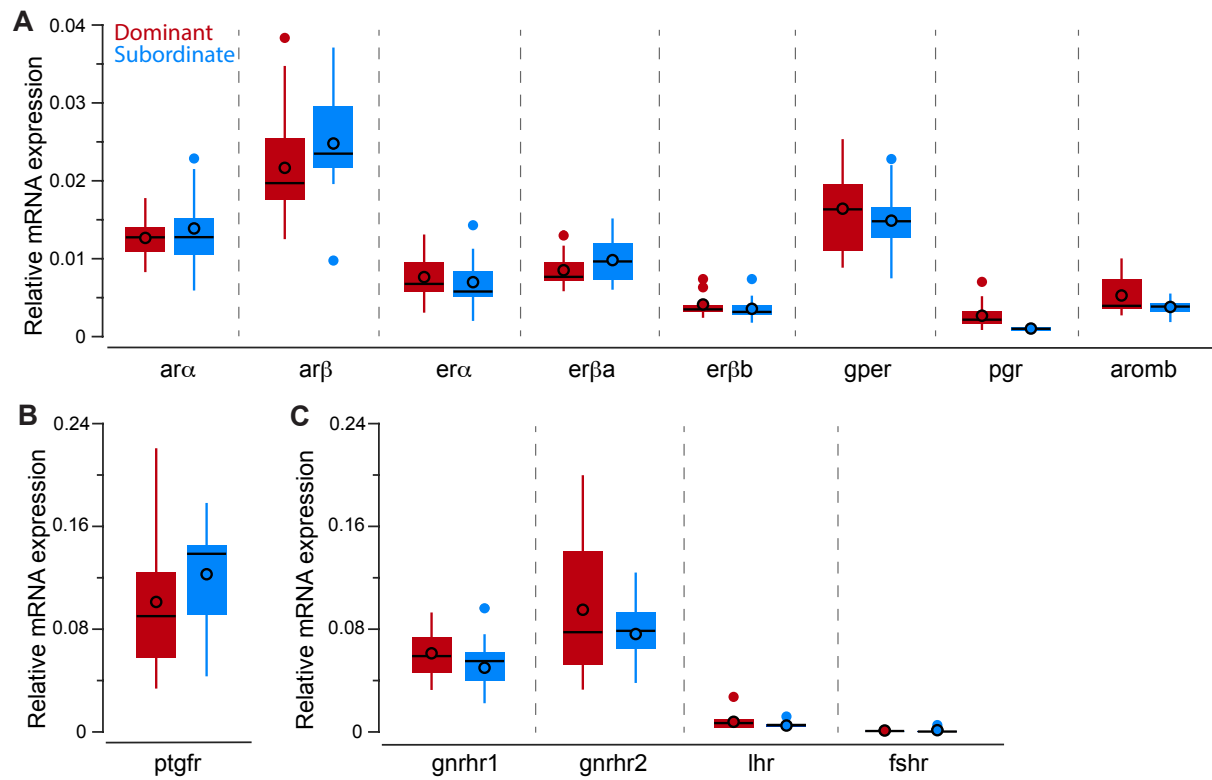 A
Dominant
Subordinate
Relative mRNA expression
0.04
0.03
0.02
0.01
0
arα
arβ
erα
erβa
erβb
gper
pgr
aromb
B
Relative mRNA expression
0.24
0.16
0.08
0
ptgfr
C
Relative mRNA expression
0.24
0.16
0.08
0
gnrhr1
gnrhr2
lhr
fshr